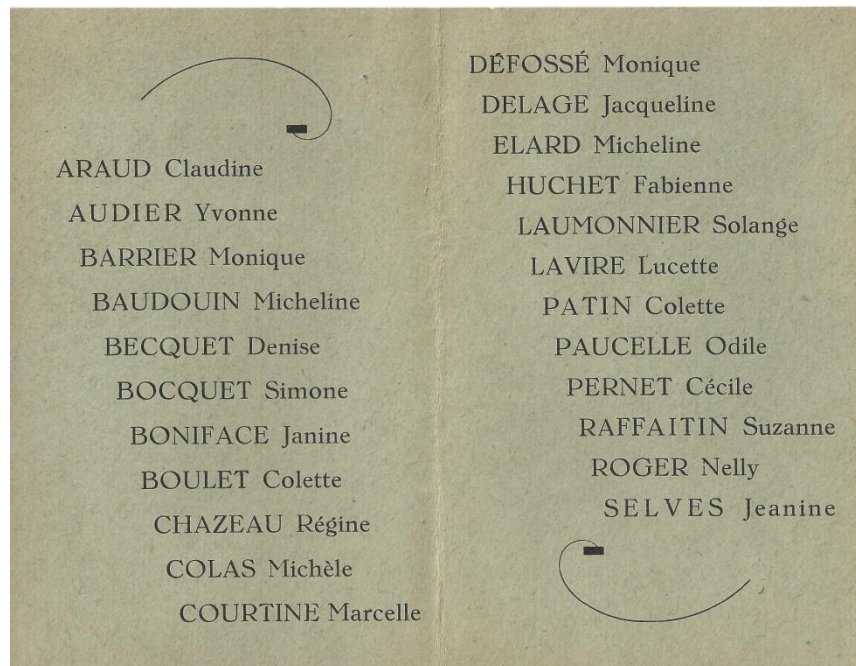 ARAUD Claudine
AUDIER Yvonne
BARRIER Monique
BAUDOUIN Micheline
BECQUET Denise
BOCQUET Simone
BONIFACE Janine
BOULET Colette
CHAZEAU Régine
COLAS Michèle
COURTINE Marcelle
DÉFOSSÉ Monique
DELAGE Jacqueline
ELARD Micheline
HUCHET Fabienne
LAUMONNIER Solange
LAVIRE Lucette
PATIN Colette
PAUCELLE Odile
PERNET Cécile
RAFFAITIN Suzanne
ROGER Nelly
SELVES Jeanine